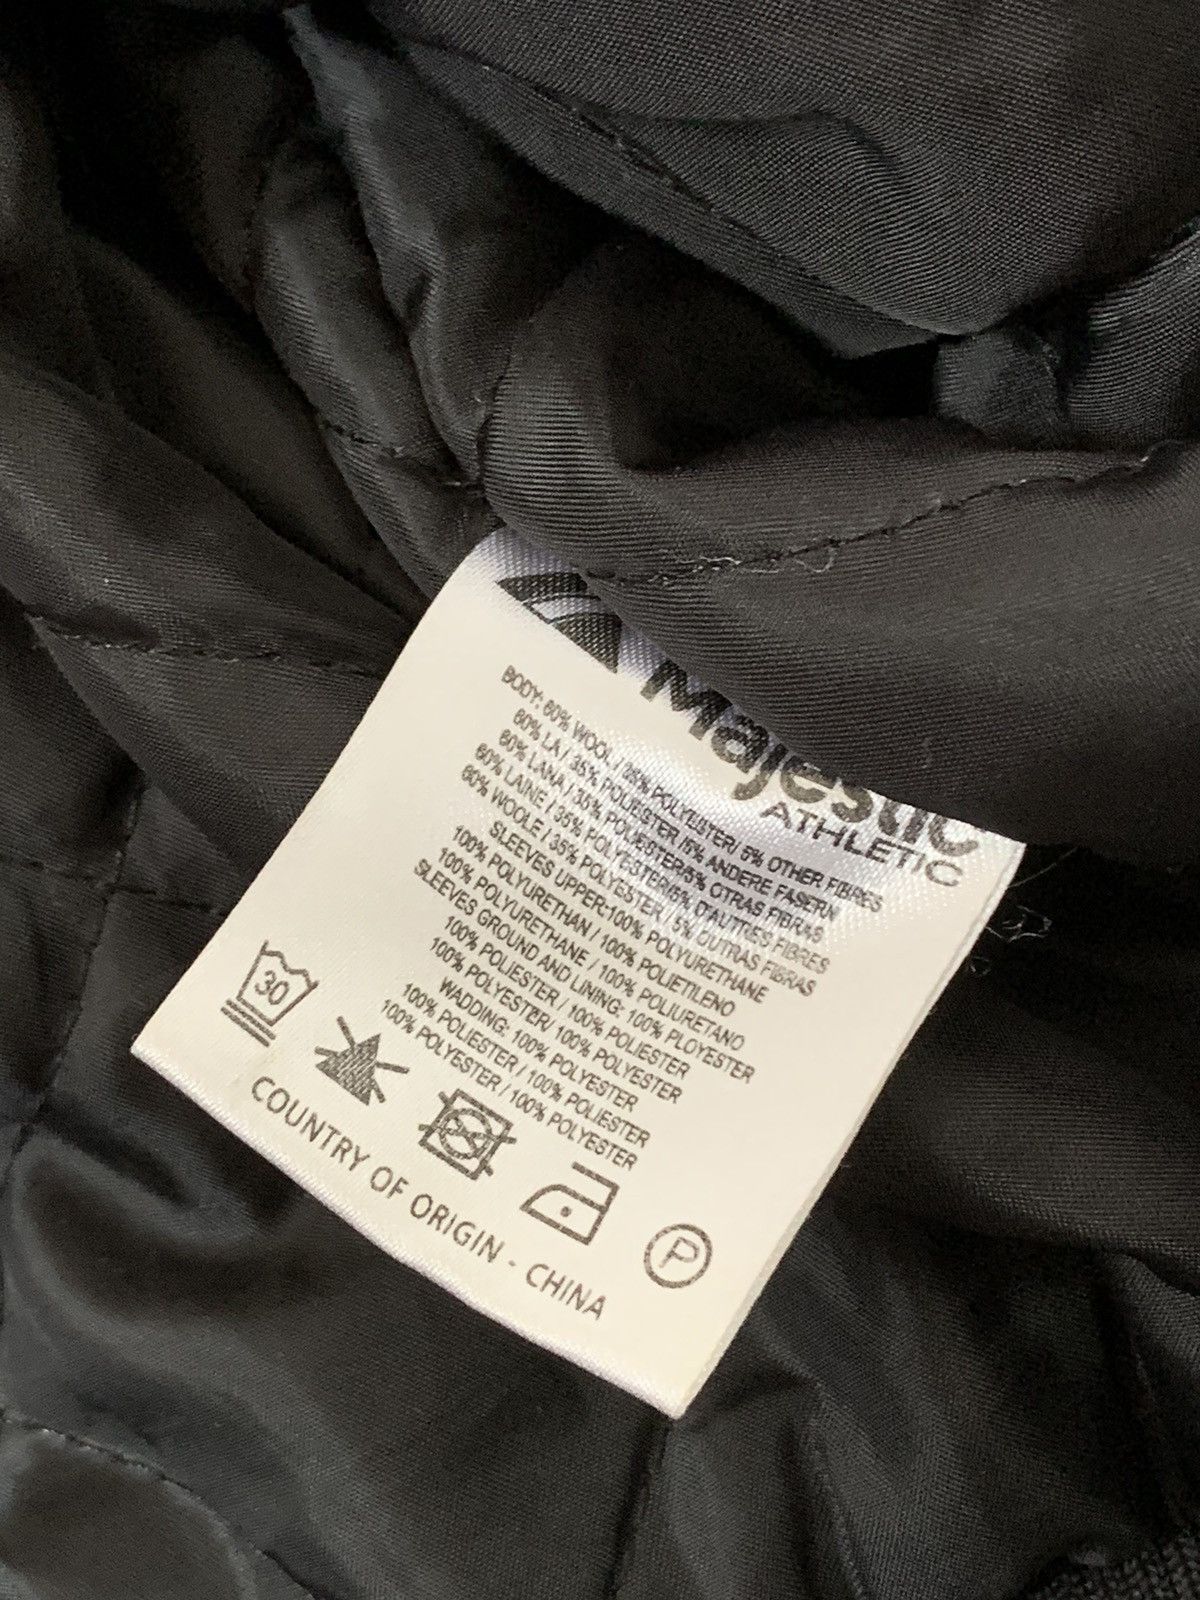 Majestic
ATHLETIC
BODY: 60% WOOL / 35% POLYESTER/ 5% OTHER FIBRES
60% LA / 35% POLIESTER /5% ANDERE FASERN
60% LANA / 35% POLIESTER/5% OTRAS FIBRAS
60% LAINE / 35% POLYESTER/5% D'AUTRES FIBRES
60% WOOLE / 35% POLYESTER / 5% OUTRAS FIBRAS
SLEEVES UPPER:100% POLYURETHANE
100% POLYURETHAN / 100% POLIETILENO
100% POLYURETHANE / 100% POLIURETANO
SLEEVES GROUND AND LINING: 100% PLOYESTER
100% POLIESTER / 100% POLIÉSTER
100% POLYESTER/ 100% POLYESTER
WADDING: 100% POLYESTER
100% POLIESTER / 100% POLIESTER
100% POLYESTER / 100% POLYESTER
30
P
COUNTRY OF ORIGIN - CHINA